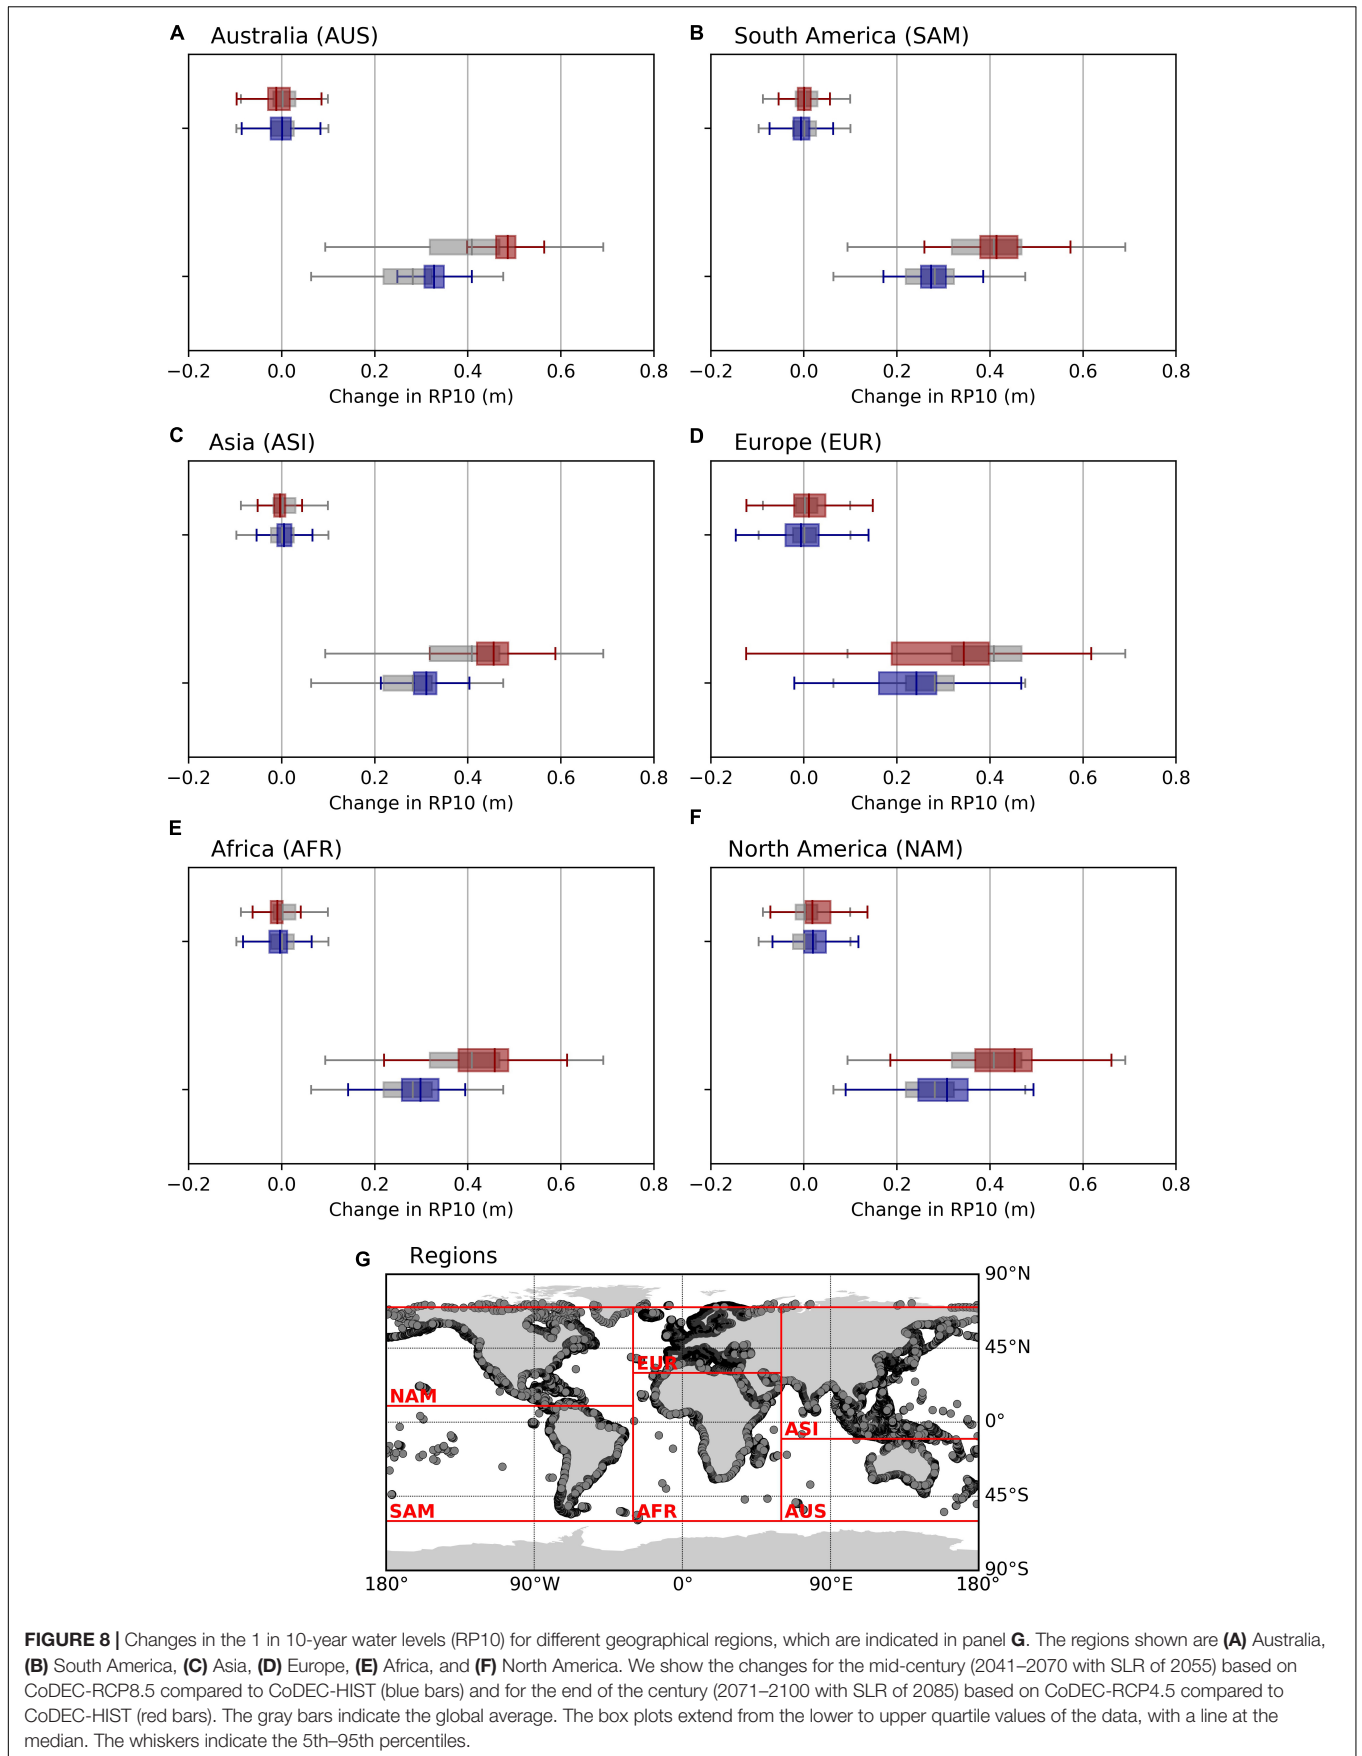 A Australia (AUS)
−0.2 0.0 0.2 0.4 0.6 0.8
Change in RP10 (m)
B South America (SAM)
−0.2 0.0 0.2 0.4 0.6 0.8
Change in RP10 (m)
C Asia (ASI)
−0.2 0.0 0.2 0.4 0.6 0.8
Change in RP10 (m)
D Europe (EUR)
−0.2 0.0 0.2 0.4 0.6 0.8
Change in RP10 (m)
E Africa (AFR)
−0.2 0.0 0.2 0.4 0.6 0.8
Change in RP10 (m)
F North America (NAM)
−0.2 0.0 0.2 0.4 0.6 0.8
Change in RP10 (m)
G Regions
90°N
45°N
EUR
NAM
0°
ASI
45°S
SAM AFR AUS
90°S
180° 90°W 0° 90°E 180°
FIGURE 8 | Changes in the 1 in 10-year water levels (RP10) for different geographical regions, which are indicated in panel G. The regions shown are (A) Australia,
(B) South America, (C) Asia, (D) Europe, (E) Africa, and (F) North America. We show the changes for the mid-century (2041–2070 with SLR of 2055) based on
CoDEC-RCP8.5 compared to CoDEC-HIST (blue bars) and for the end of the century (2071–2100 with SLR of 2085) based on CoDEC-RCP4.5 compared to
CoDEC-HIST (red bars). The gray bars indicate the global average. The box plots extend from the lower to upper quartile values of the data, with a line at the
median. The whiskers indicate the 5th–95th percentiles.